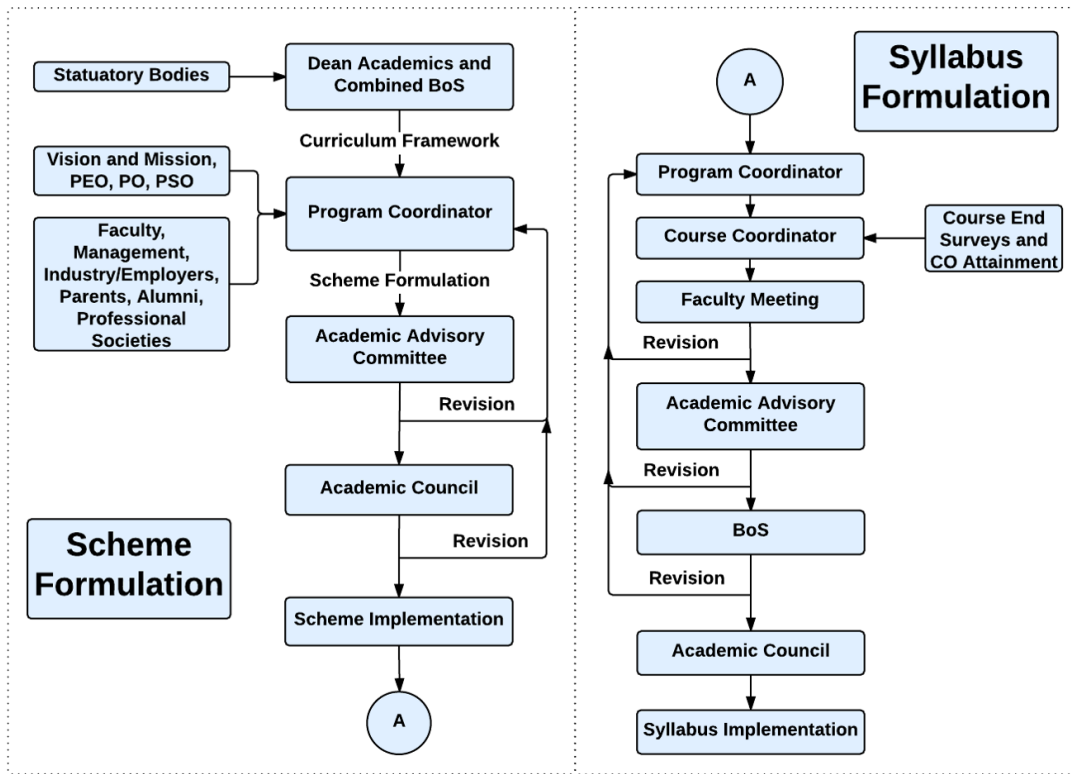 Statuatory Bodies
Dean Academics and
Combined BoS
Curriculum Framework
Vision and Mission,
PEO, PO, PSO
Program Coordinator
Faculty,
Management,
Industry/Employers,
Parents, Alumni,
Professional
Societies
Scheme Formulation
Academic Advisory
Committee
Revision
Academic Council
Revision
Scheme
Formulation
Scheme Implementation
A
Syllabus
Formulation
A
Program Coordinator
Course Coordinator
Course End
Surveys and
CO Attainment
Faculty Meeting
Revision
Academic Advisory
Committee
Revision
BoS
Revision
Academic Council
Syllabus Implementation